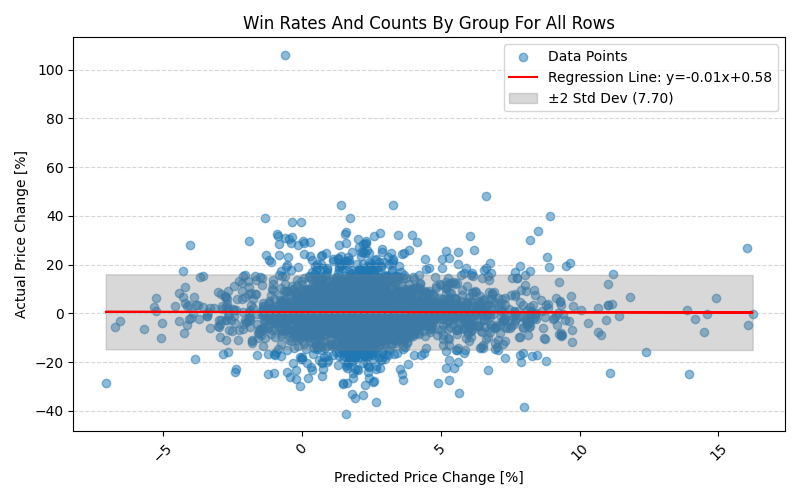 Win Rates And Counts By Group For All Rows
Data Points
Regression Line: y=-0.01x+0.58
±2 Std Dev (7.70)
Actual Price Change [%]
100
80
60
40
20
0
−20
−40
−5
0
5
10
15
Predicted Price Change [%]